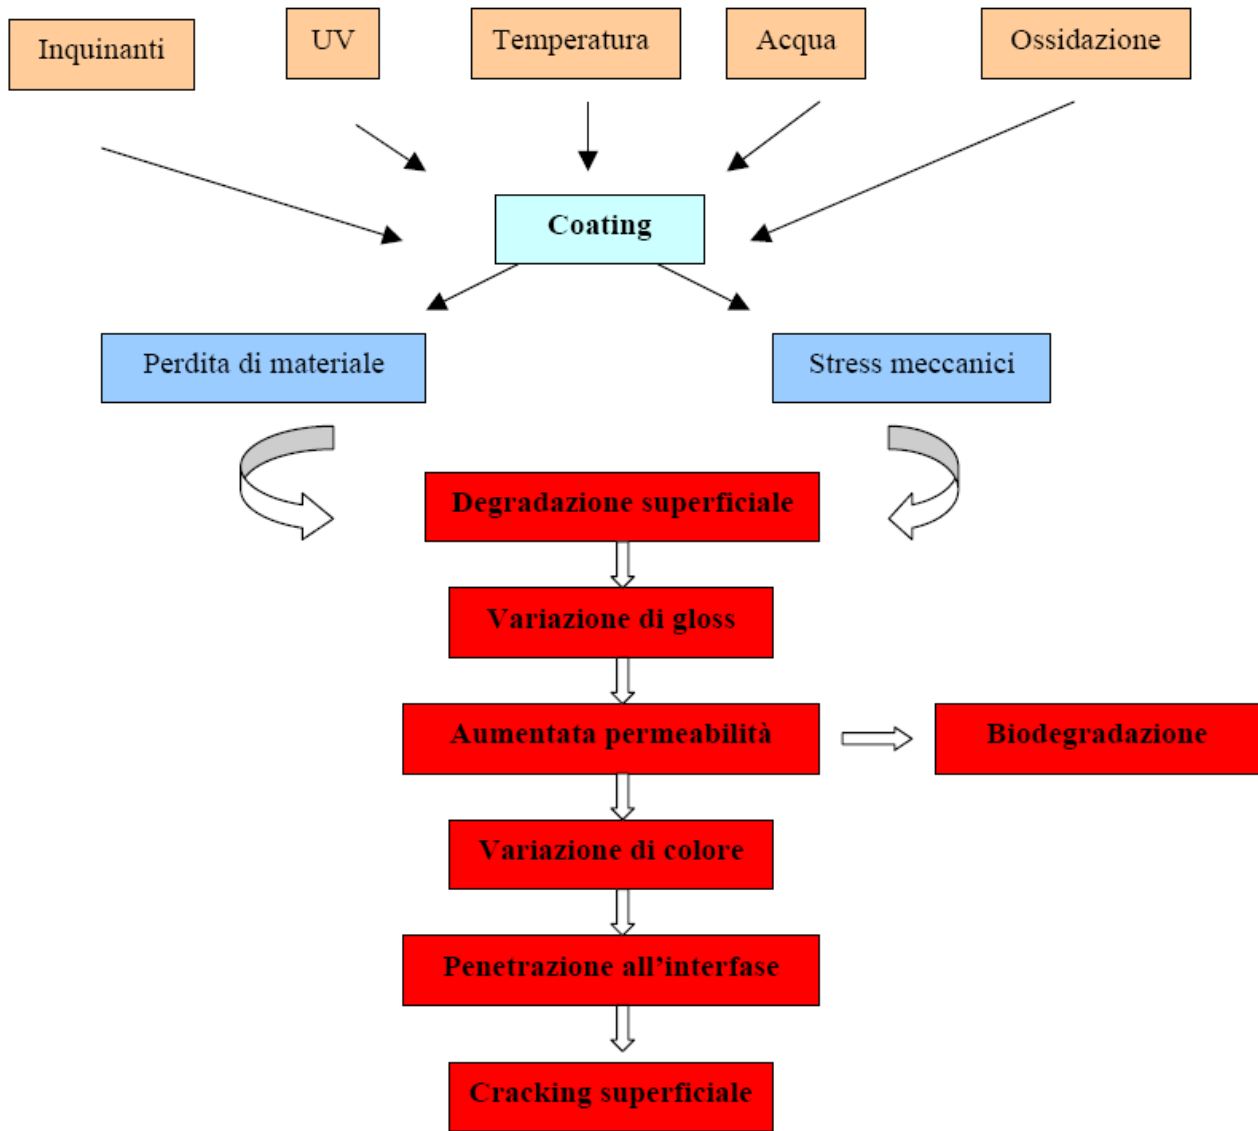 Inquinanti
UV
Temperatura
Acqua
Ossidazione
Coating
Perdita di materiale
Stress meccanici
Degradazione superficiale
Variazione di gloss
Aumentata permeabilità
Biodegradazione
Variazione di colore
Penetrazione all’interfase
Cracking superficiale